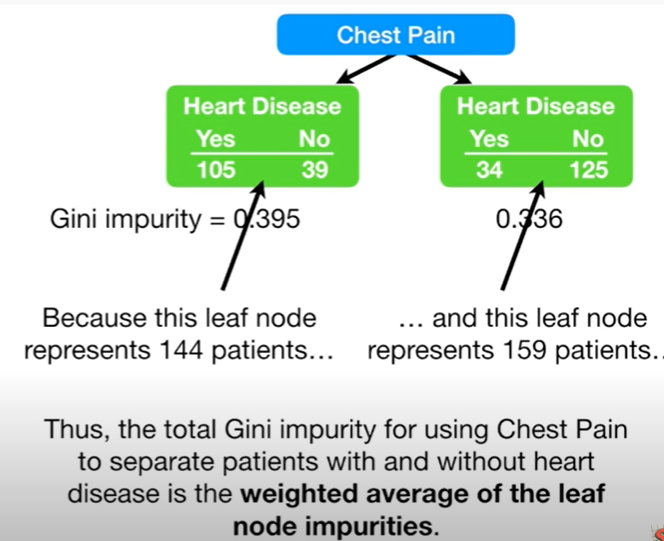 Chest Pain
Heart Disease
Yes No
105 39
Heart Disease
Yes No
34 125
Gini impurity = 0.395
0.336
Because this leaf node
represents 144 patients…
… and this leaf node
represents 159 patients..
Thus, the total Gini impurity for using Chest Pain
to separate patients with and without heart
disease is the weighted average of the leaf
node impurities.